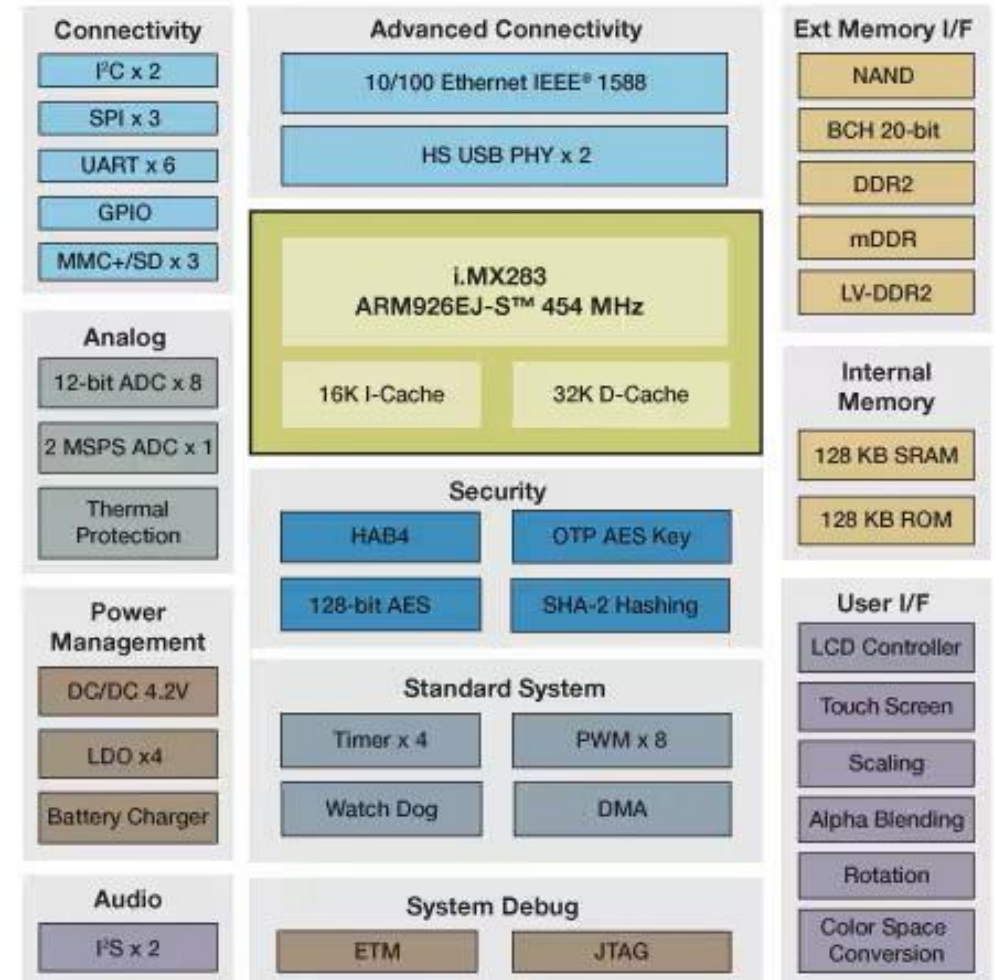 Connectivity
I²C x 2
SPI x 3
UART x 6
GPIO
MMC+/SD x 3
Analog
12-bit ADC x 8
2 MSPS ADC x 1
Thermal
Protection
Power
Management
DC/DC 4.2V
LDO x4
Battery Charger
Audio
I²S x 2
Advanced Connectivity
10/100 Ethernet IEEE® 1588
HS USB PHY x 2
i.MX283
ARM926EJ-S™ 454 MHz
16K I-Cache
32K D-Cache
Security
HAB4
OTP AES Key
128-bit AES
SHA-2 Hashing
Standard System
Timer x 4
PWM x 8
Watch Dog
DMA
System Debug
ETM
JTAG
Ext Memory I/F
NAND
BCH 20-bit
DDR2
mDDR
LV-DDR2
Internal
Memory
128 KB SRAM
128 KB ROM
User I/F
LCD Controller
Touch Screen
Scaling
Alpha Blending
Rotation
Color Space
Conversion